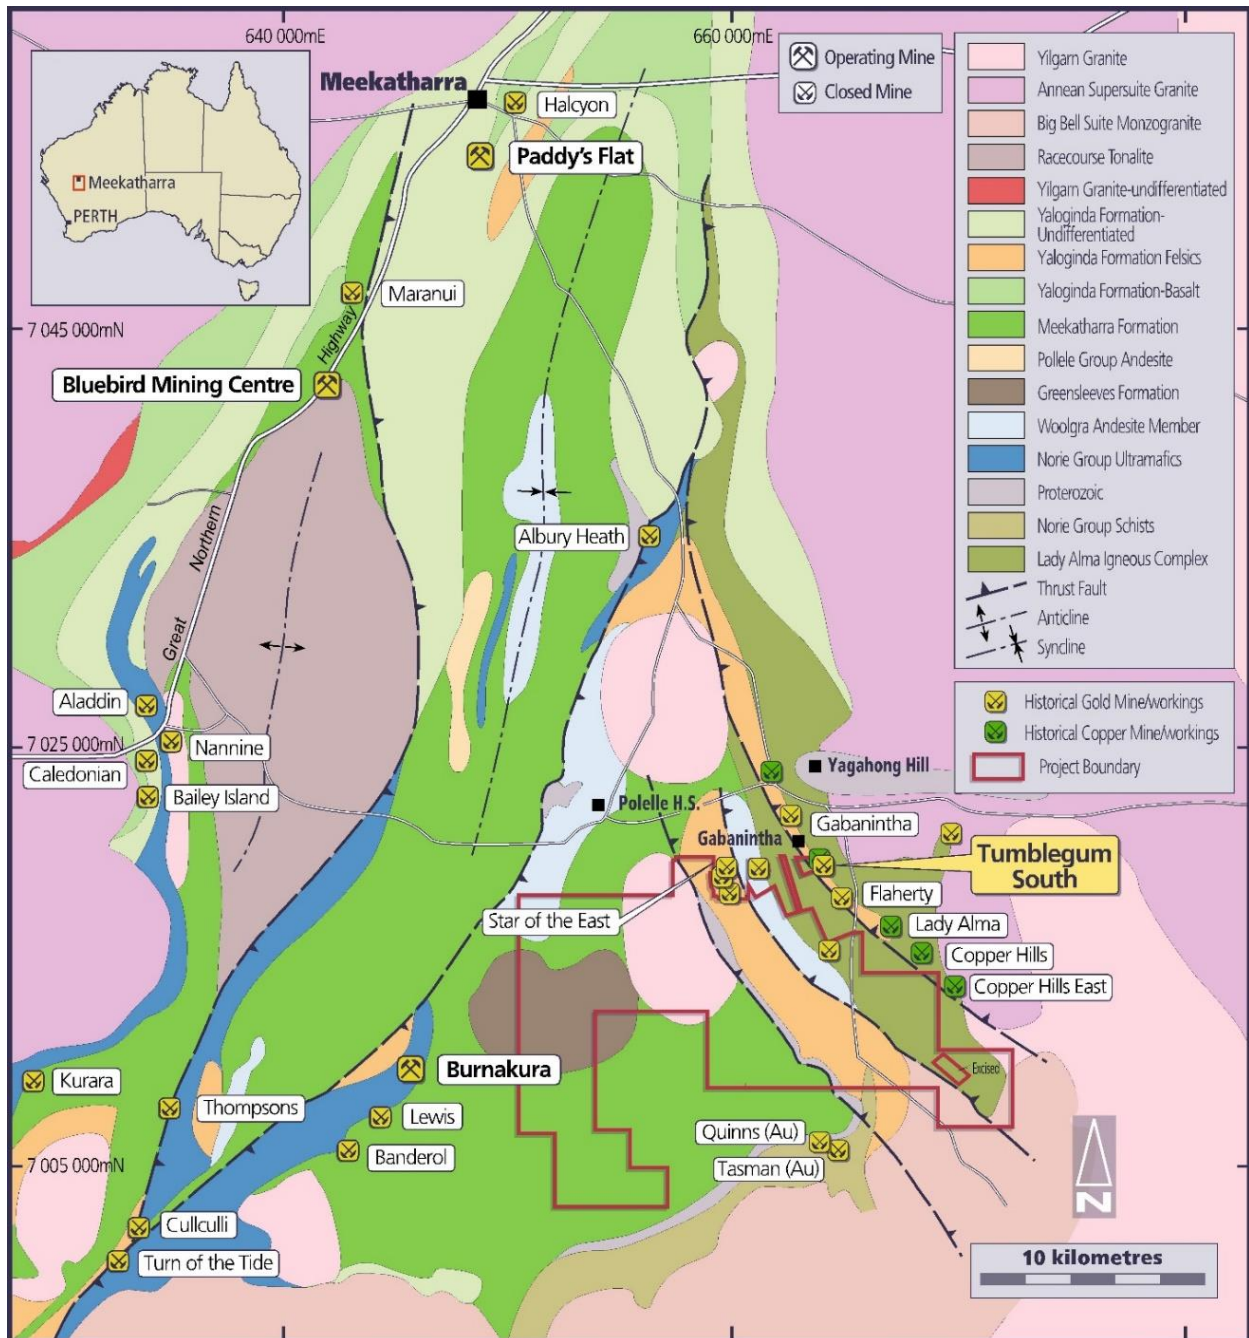 640 000mE
660 000mE
Meekatharra
Halcyon
Paddy's Flat
Operating Mine
Closed Mine
Meekatharra
PERTH
Maranui
7 045 000mN
Highway
Bluebird Mining Centre
Northern
Great
Albury Heath
Aladdin
7 025 000mN
Nannine
Caledonian
Bailey Island
Yagahong Hill
Polelle H.S.
Gabanintha
Gabanintha
Tumblegum
South
Star of the East
Flaherty
Lady Alma
Copper Hills
Copper Hills East
Excised
Burnakura
Kurara
Thompsons
Lewis
Banderol
Quinns (Au)
Tasman (Au)
7 005 000mN
Cullculli
Turn of the Tide
N
10 kilometres
Yilgarn Granite
Annean Supersuite Granite
Big Bell Suite Monzogranite
Racecourse Tonalite
Yilgarn Granite-undifferentiated
Yaloginda Formation-
Undifferentiated
Yaloginda Formation Felsics
Yaloginda Formation-Basalt
Meekatharra Formation
Pollele Group Andesite
Greensleeves Formation
Woolgra Andesite Member
Norie Group Ultramafics
Proterozoic
Norie Group Schists
Lady Alma Igneous Complex
Thrust Fault
Anticline
Syncline
Historical Gold Mine/workings
Historical Copper Mine/workings
Project Boundary